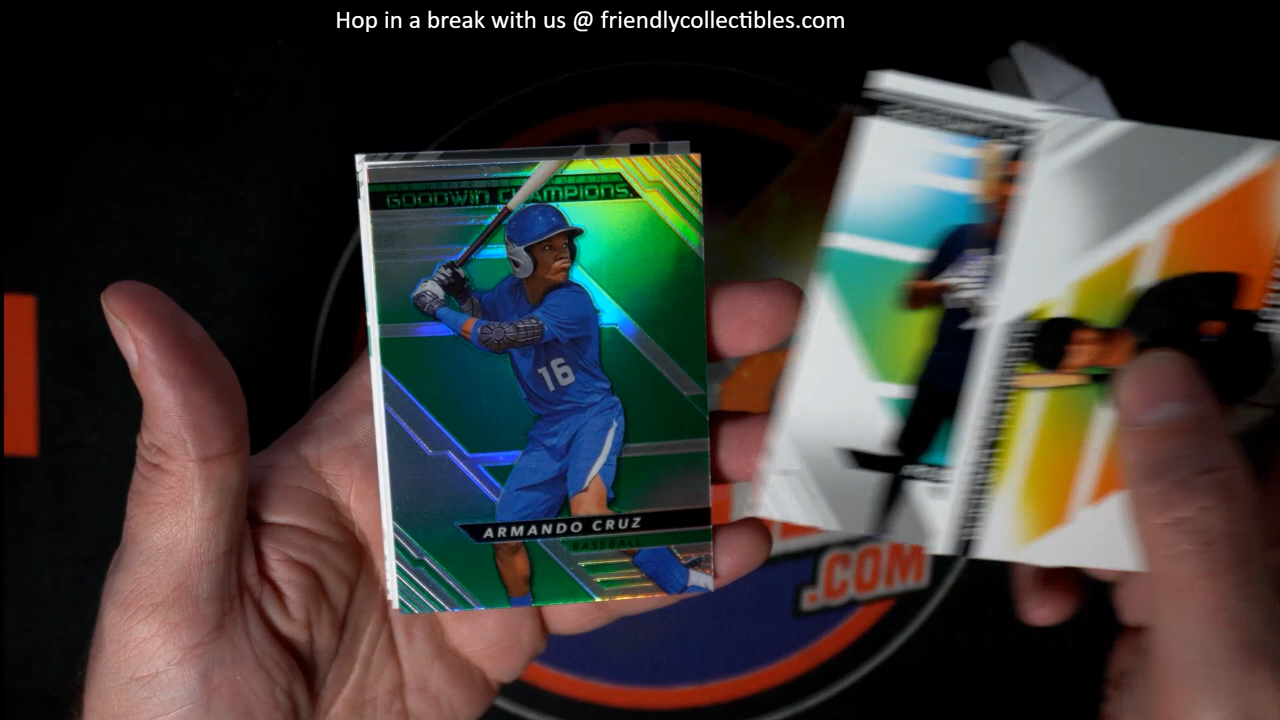 Hop in a break with us @ friendlycollectibles.com
GOODWIN CHAMPIONS.
16
ARMANDO CRUZ
BASEBALL
.COM